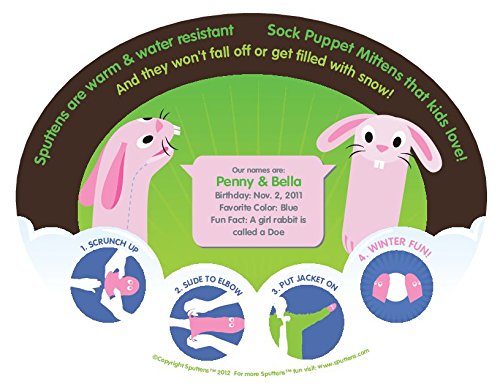 Sputtens are warm & water resistant
Sock Puppet Mittens that kids love!
And they won't fall off or get filled with snow!
Our names are:
Penny & Bella
Birthday: Nov. 2, 2011
Favorite Color: Blue
Fun Fact: A girl rabbit is
called a Doe
1. SCRUNCH UP
2. SLIDE TO ELBOW
3. PUT JACKET ON
4. WINTER FUN!
©Copyright Sputtens™ 2012 For more Sputtens™ fun visit: www.sputtens.com